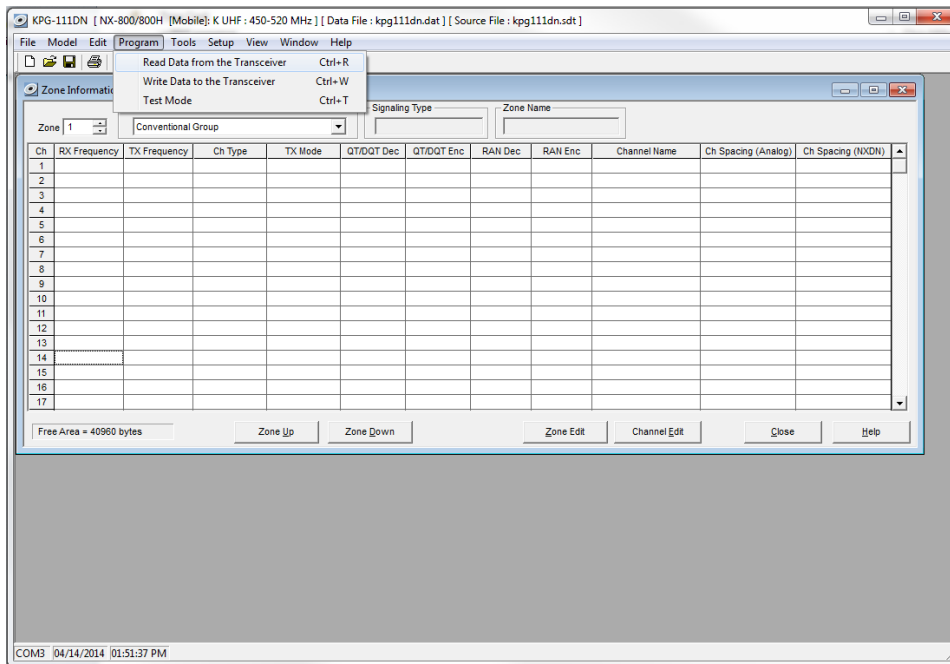 KPG-111DN [ NX-800/800H [Mobile]: K UHF : 450-520 MHz ] [ Data File : kpg111dn.dat ] [ Source File : kpg111dn.sdt ]
File Model Edit Program Tools Setup View Window Help
Read Data from the Transceiver Ctrl+R
Write Data to the Transceiver Ctrl+W
Test Mode Ctrl+T
Zone Informatio
Signaling Type Zone Name
Zone 1 Conventional Group
Ch RX Frequency TX Frequency Ch Type TX Mode QT/DQT Dec QT/DQT Enc RAN Dec RAN Enc Channel Name Ch Spacing (Analog) Ch Spacing (NXDN)
1
2
3
4
5
6
7
8
9
10
11
12
13
14
15
16
17
Free Area = 40960 bytes Zone Up Zone Down Zone Edit Channel Edit Close Help
COM3 04/14/2014 01:51:37 PM